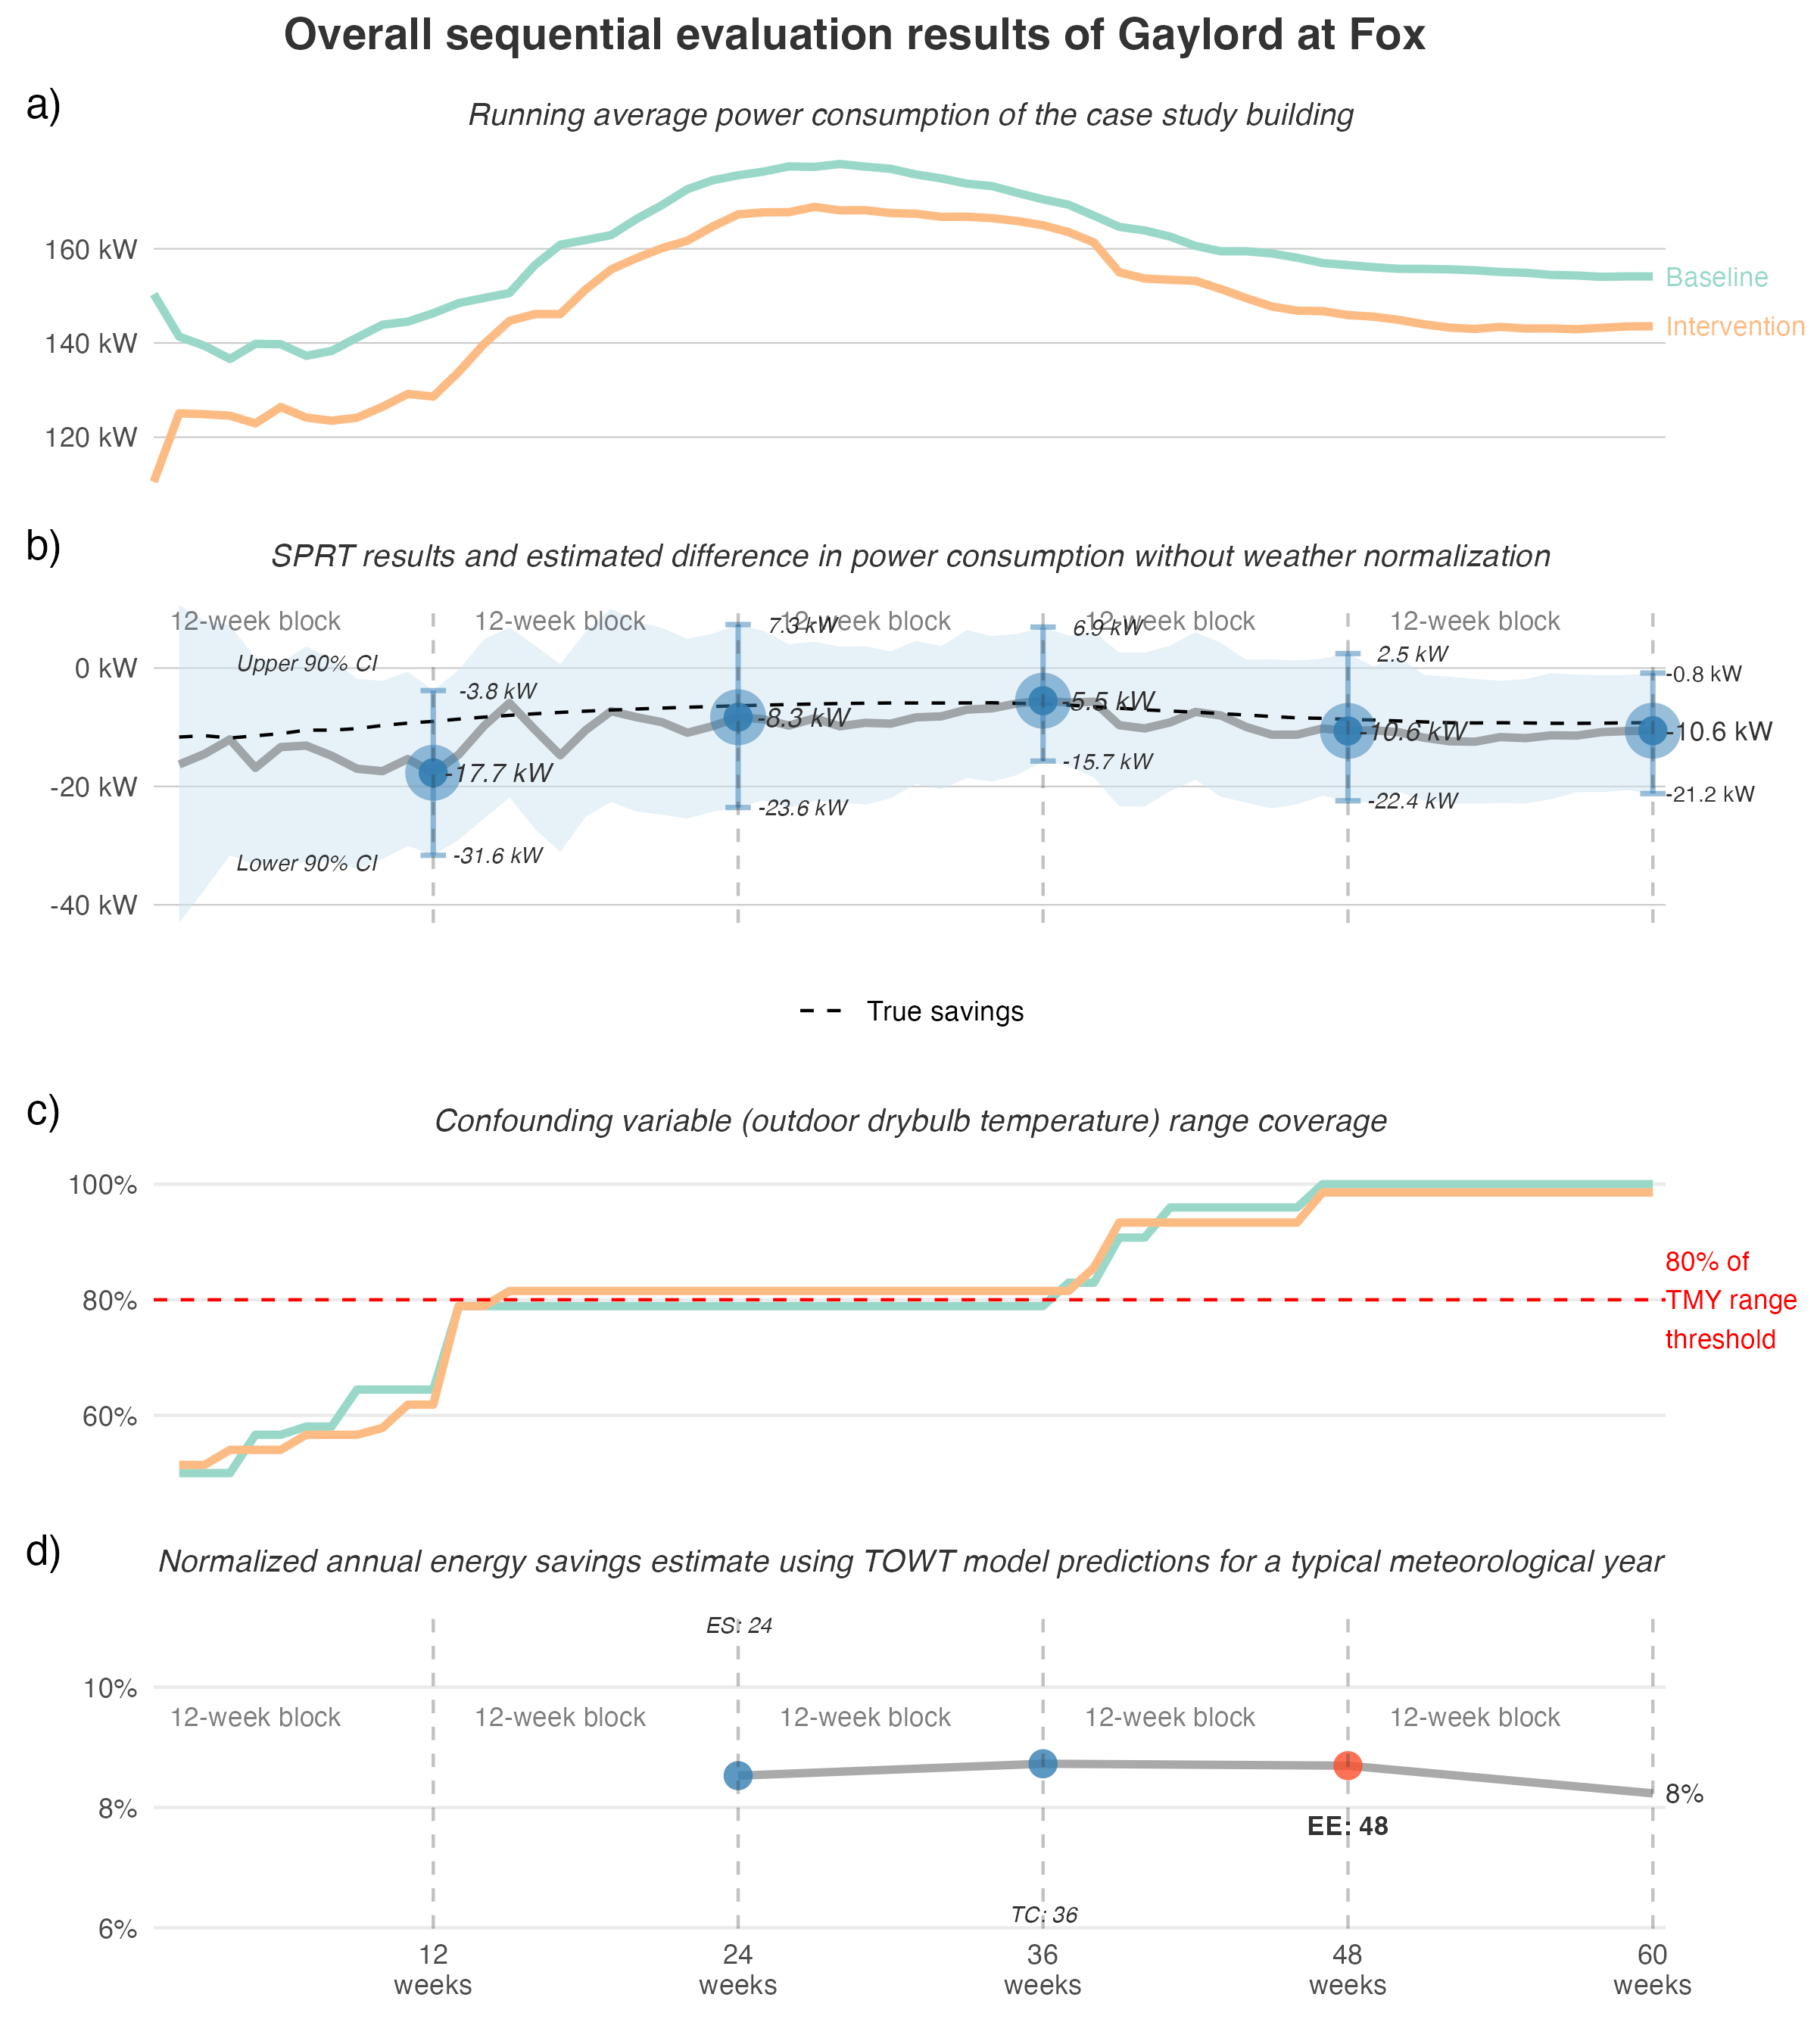 Overall sequential evaluation results of Gaylord at Fox
a)
Running average power consumption of the case study building
160 kW
140 kW
120 kW
Baseline
Intervention
b)
SPRT results and estimated difference in power consumption without weather normalization
12-week block
12-week block
12-week block
12-week block
12-week block
7.3 kW
6.9 kW
2.5 kW
-0.8 kW
Upper 90% CI
0 kW
-3.8 kW
-17.7 kW
-8.3 kW
-5.5 kW
-10.6 kW
-10.6 kW
-20 kW
-15.7 kW
-23.6 kW
-22.4 kW
-21.2 kW
Lower 90% CI
-31.6 kW
-40 kW
True savings
c)
Confounding variable (outdoor drybulb temperature) range coverage
100%
80%
60%
80% of
TMY range
threshold
d)
Normalized annual energy savings estimate using TOWT model predictions for a typical meteorological year
ES: 24
10%
12-week block
12-week block
12-week block
12-week block
12-week block
8%
8%
EE: 48
TC: 36
6%
12
weeks
24
weeks
36
weeks
48
weeks
60
weeks